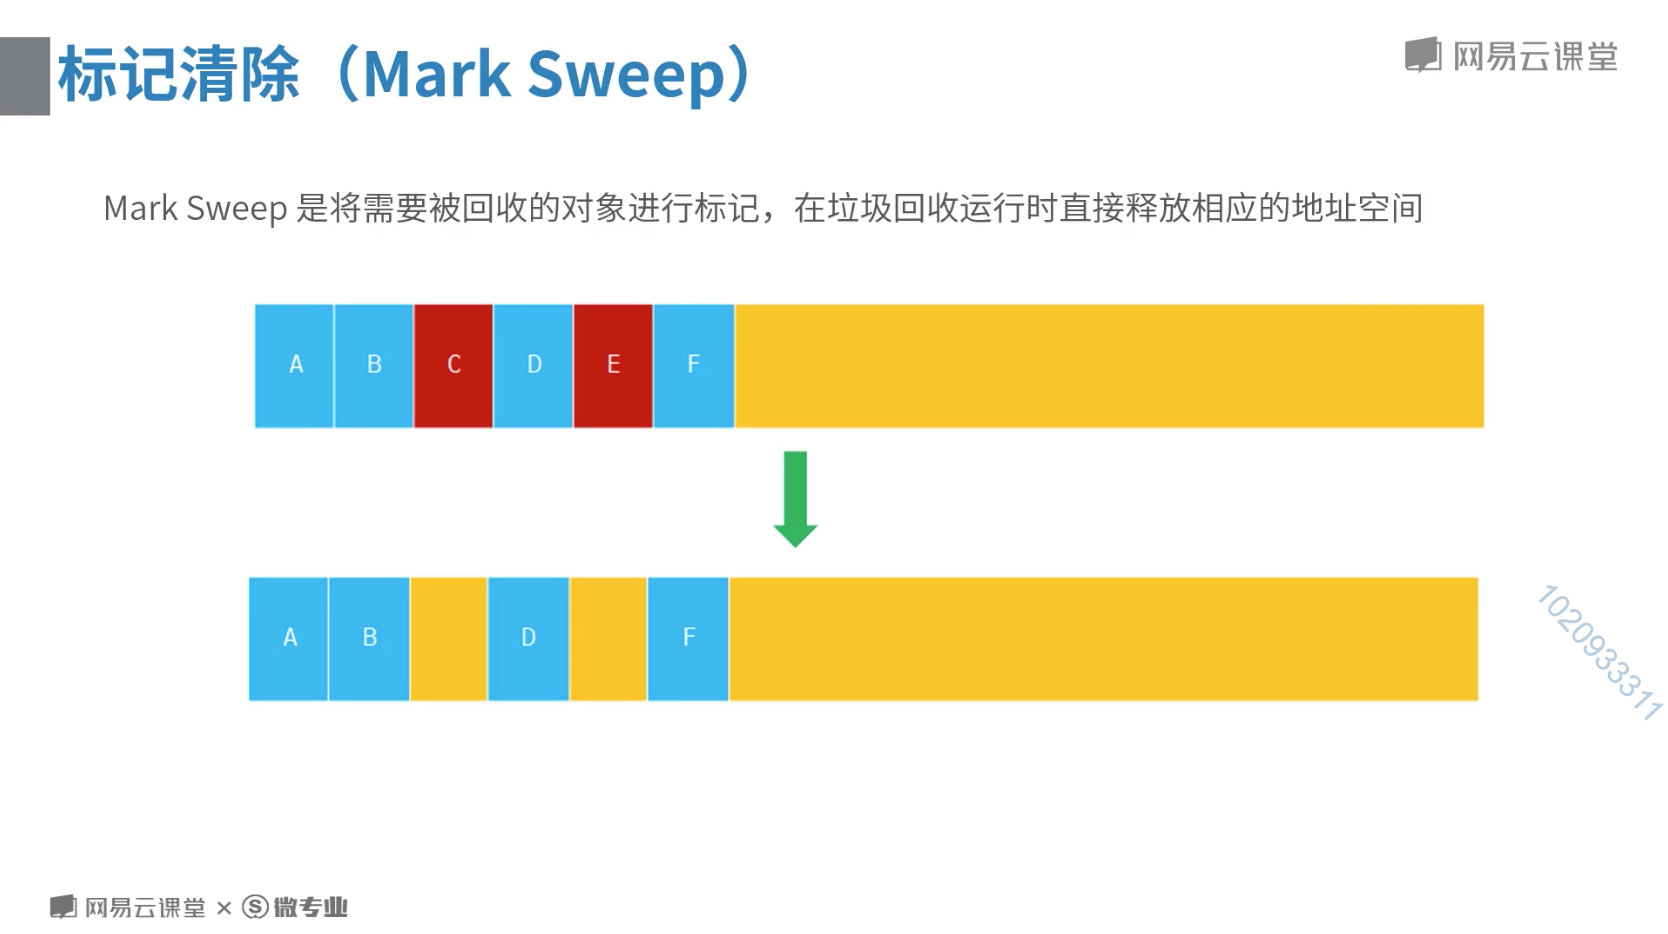 标记清除（Mark Sweep）
网易云课堂
Mark Sweep 是将需要被回收的对象进行标记，在垃圾回收运行时直接释放相应的地址空间
A B C D E F
A B D F
1020933311
网易云课堂 × S 微专业